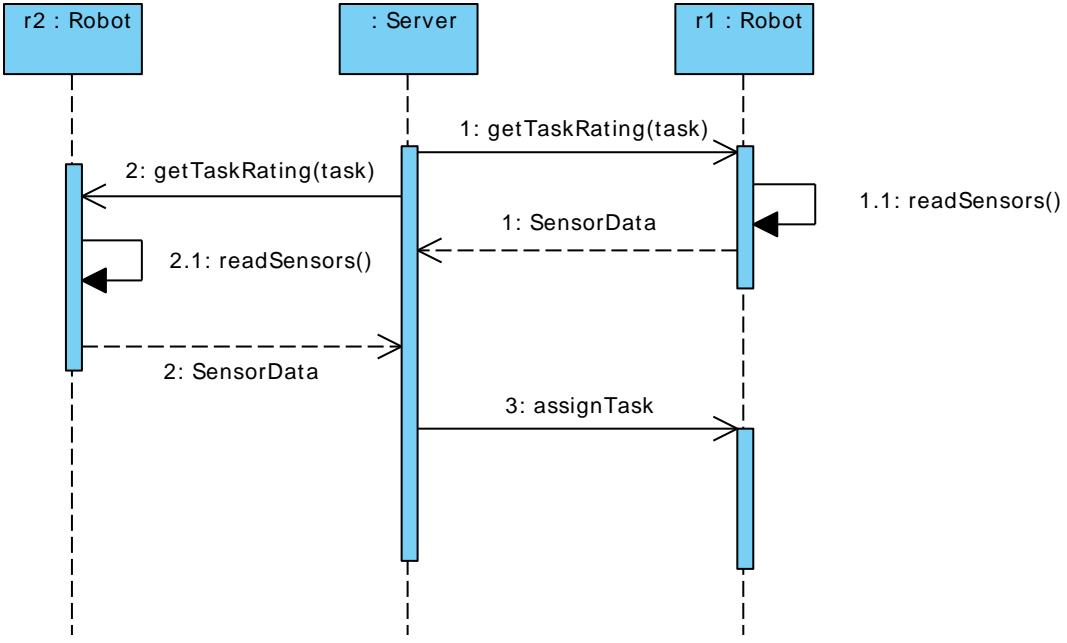 r2 : Robot
: Server
r1 : Robot
1: getTaskRating(task)
2: getTaskRating(task)
1.1: readSensors()
1: SensorData
2.1: readSensors()
2: SensorData
3: assignTask